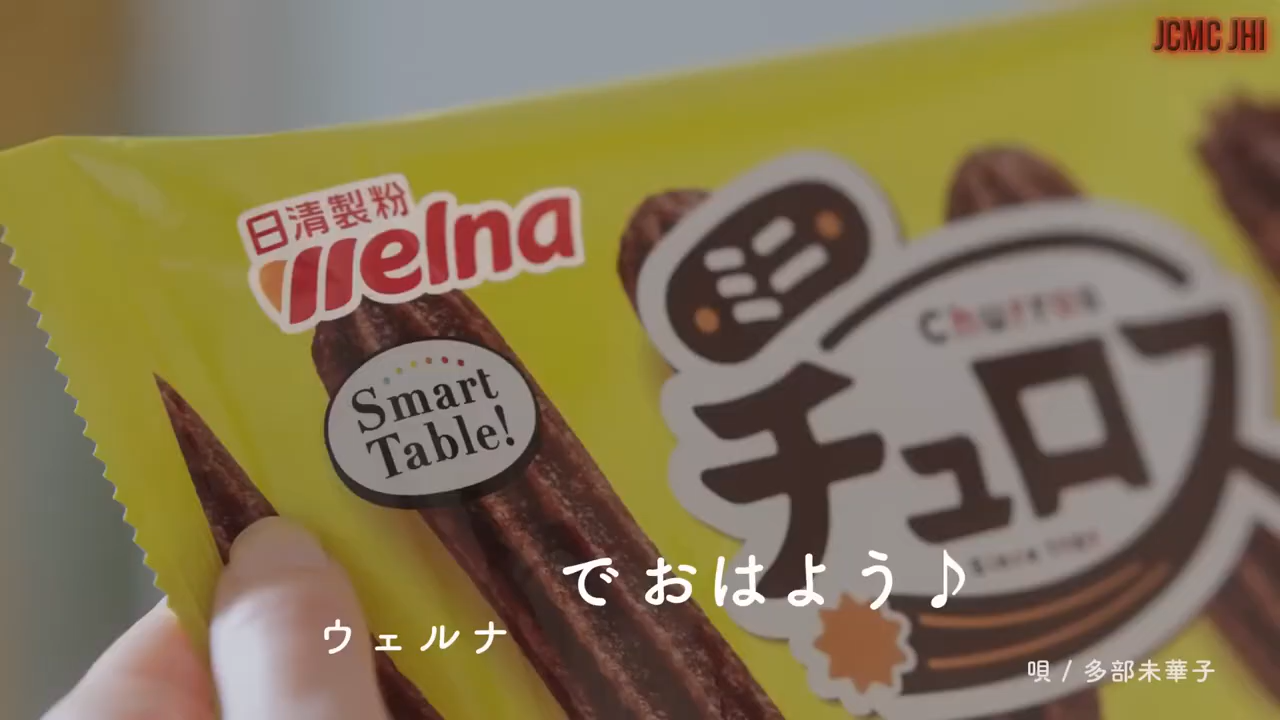 JCMC JHI
日清製粉
Welna
Smart
Table!
ミニ
Churros
チュロス
でおはよう♪
ウェルナ
唄 / 多部未華子